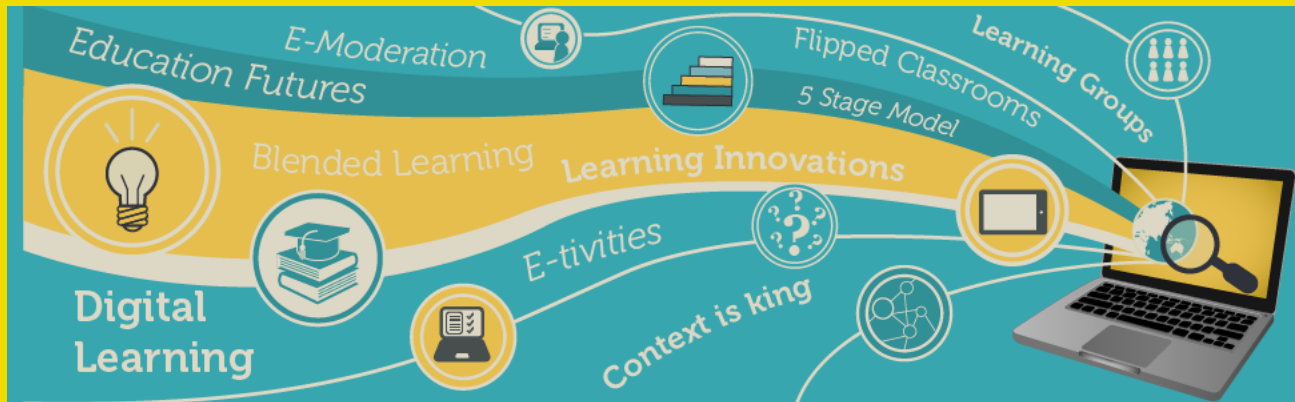 Education Futures
E-Moderation
Flipped Classrooms
Learning Groups
5 Stage Model
Blended Learning
Learning Innovations
E-tivities
Digital
Learning
Context is king